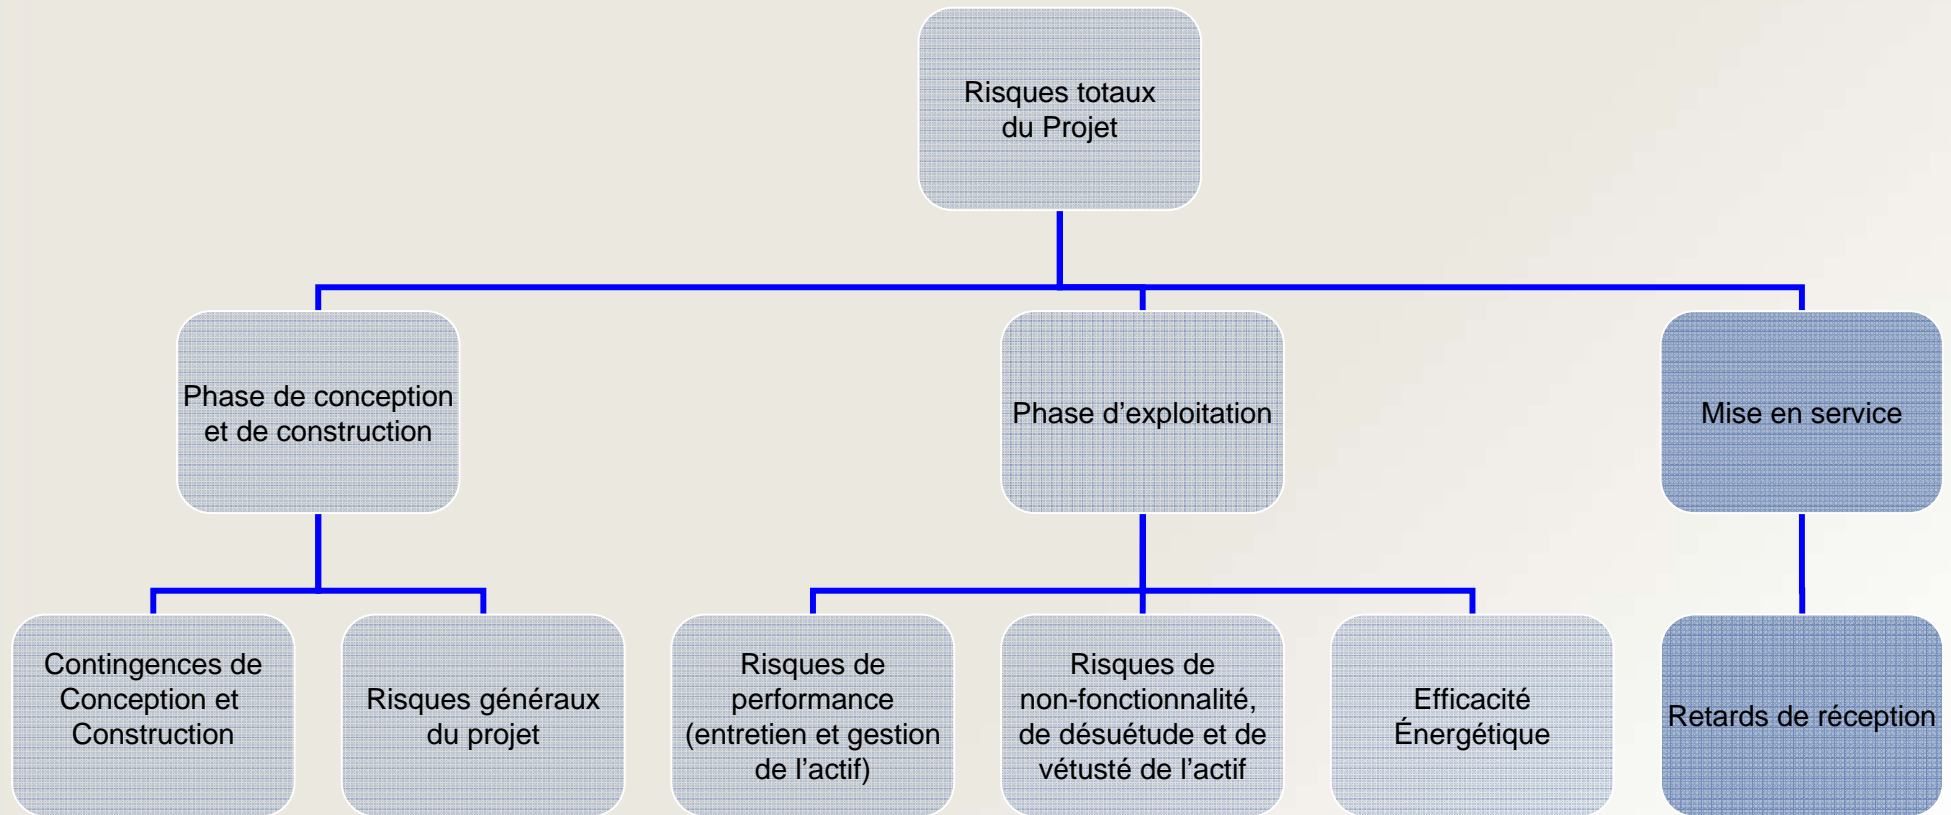 Risques totaux
du Projet
Phase de conception
et de construction
Phase d’exploitation
Mise en service
Contingences de
Conception et
Construction
Risques généraux
du projet
Risques de
performance
(entretien et gestion
de l’actif)
Risques de
non-fonctionnalité,
de désuétude et de
vétusté de l’actif
Efficacité
Énergétique
Retards de réception